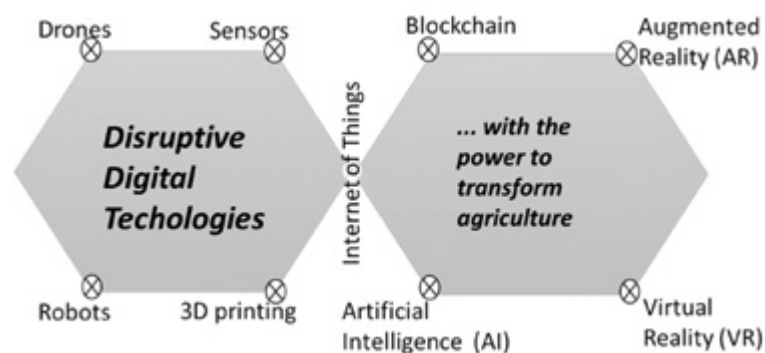 Drones
Sensors
Blockchain
Augmented
Reality (AR)
Disruptive
Digital
Techologies
Internet of Things
... with the
power to
transform
agriculture
Robots
3D printing
Artificial
Intelligence (AI)
Virtual
Reality (VR)